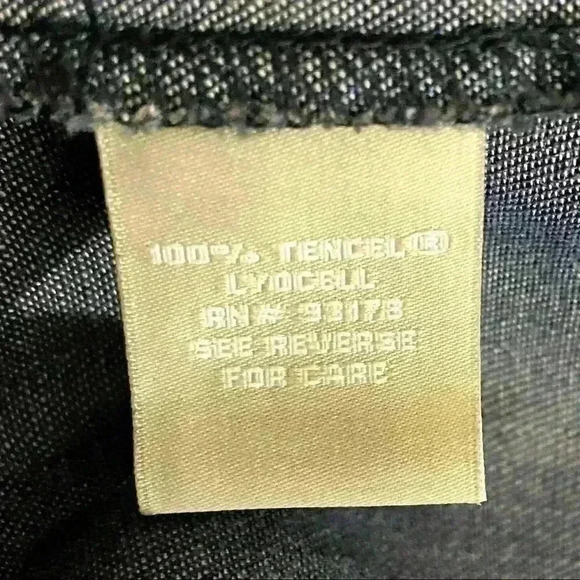 100% TENCEL®
LYOCELL
RN# 93178
SEE REVERSE
FOR CARE